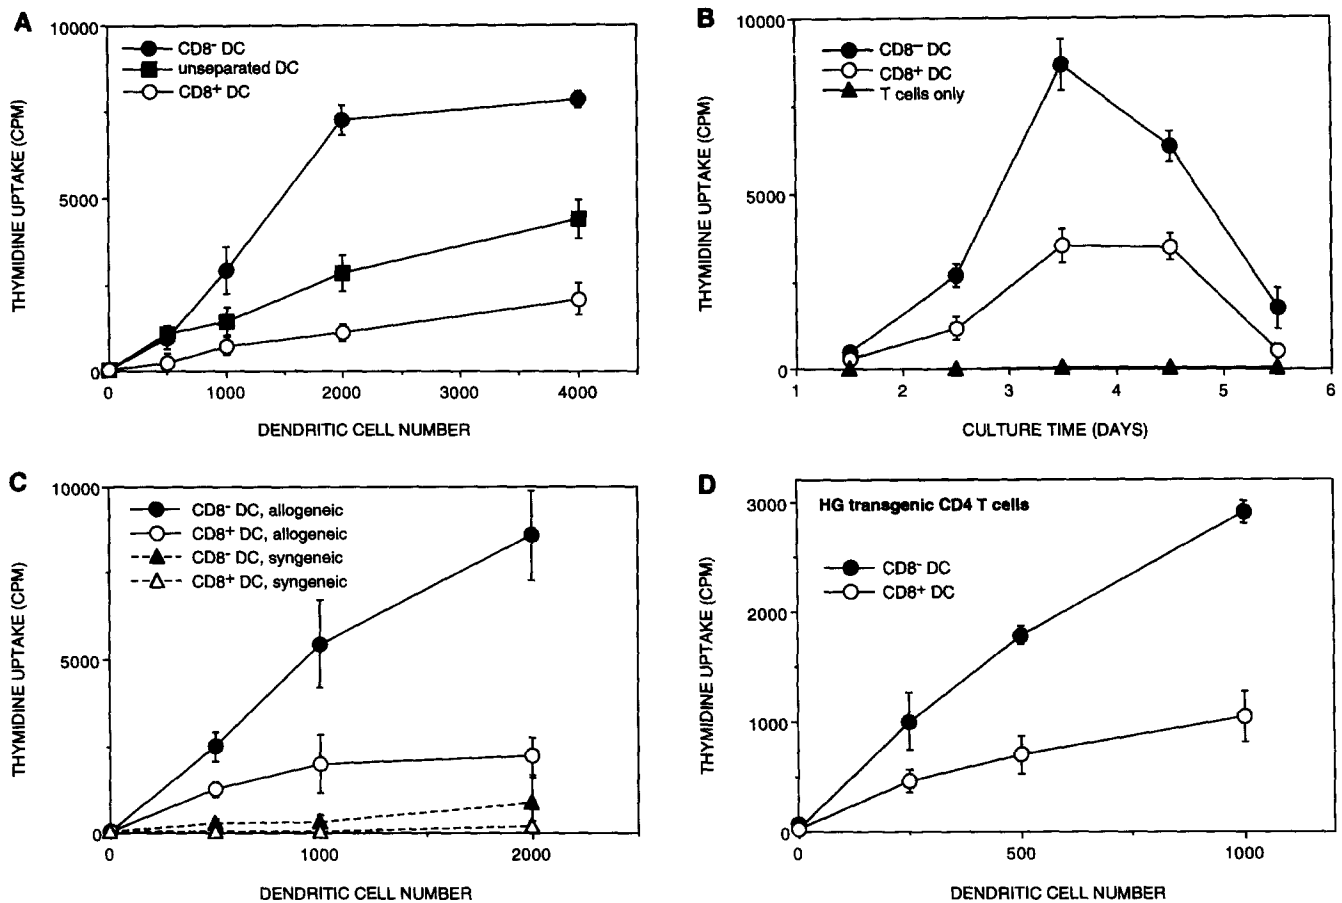 A
10000
5000
0
THYMIDINE UPTAKE (CPM)
CD8⁻ DC
unseparated DC
CD8⁺ DC
0 1000 2000 3000 4000
DENDRITIC CELL NUMBER
B
10000
5000
0
THYMIDINE UPTAKE (CPM)
CD8⁻ DC
CD8⁺ DC
T cells only
1 2 3 4 5 6
CULTURE TIME (DAYS)
C
10000
5000
0
THYMIDINE UPTAKE (CPM)
CD8⁻ DC, allogeneic
CD8⁺ DC, allogeneic
CD8⁻ DC, syngeneic
CD8⁺ DC, syngeneic
0 1000 2000
DENDRITIC CELL NUMBER
D
3000
2000
1000
0
THYMIDINE UPTAKE (CPM)
HG transgenic CD4 T cells
CD8⁻ DC
CD8⁺ DC
0 500 1000
DENDRITIC CELL NUMBER